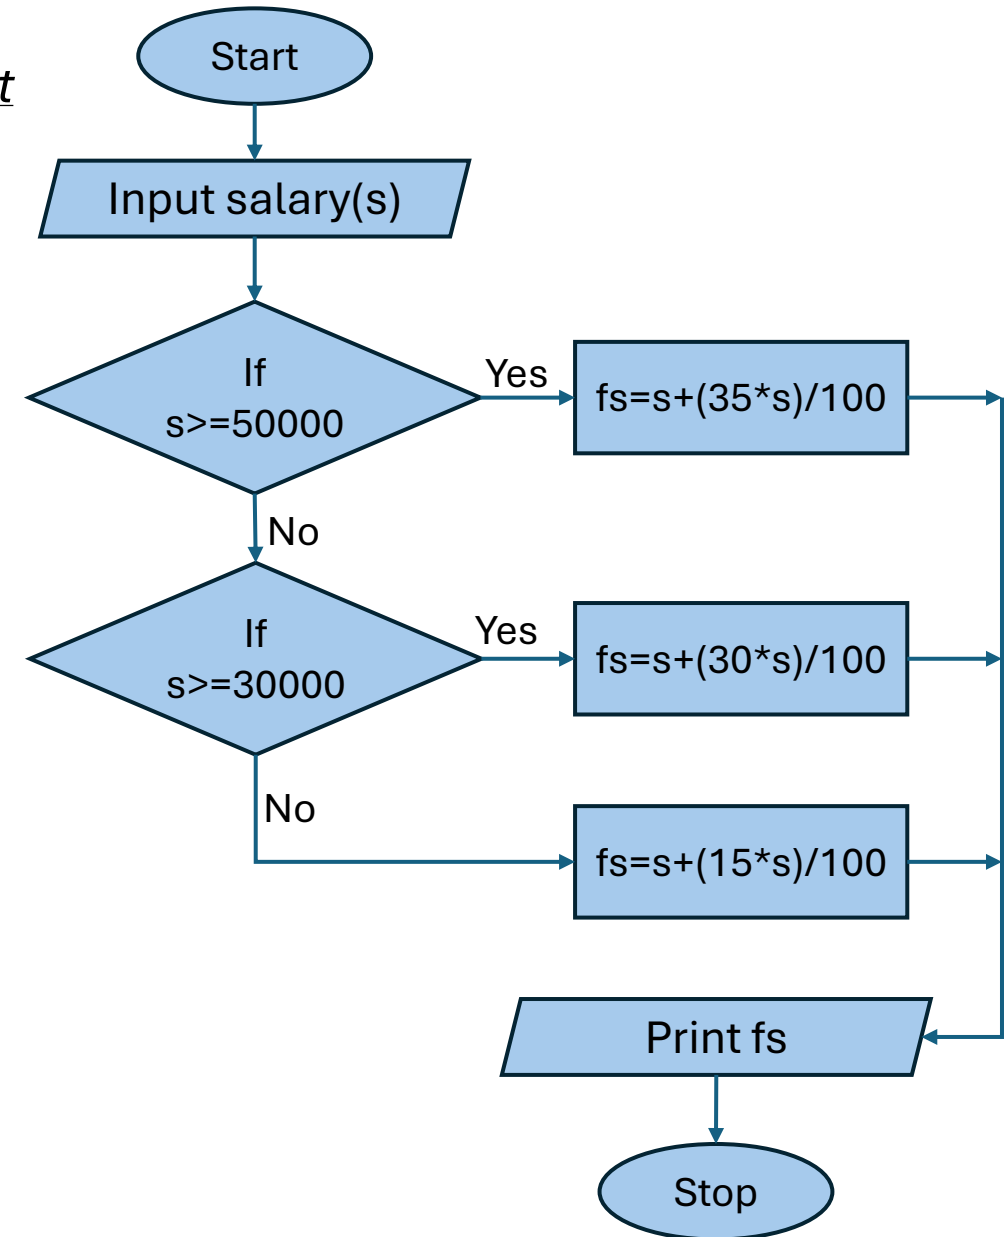 Start
t
Input salary(s)
If
s>=50000
Yes
fs=s+(35*s)/100
No
If
s>=30000
Yes
fs=s+(30*s)/100
No
fs=s+(15*s)/100
Print fs
Stop